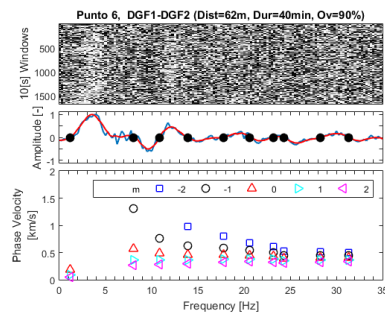 Punto 6, DGF1-DGF2 (Dist=62m, Dur=40min, Ov=90%)
10[s] Windows
500
1000
1500
Amplitude [-]
1
0
-1
Phase Velocity
[km/s]
2
1.5
1
0.5
0
m -2 -1 0 1 2
0 5 10 15 20 25 30 35
Frequency [Hz]